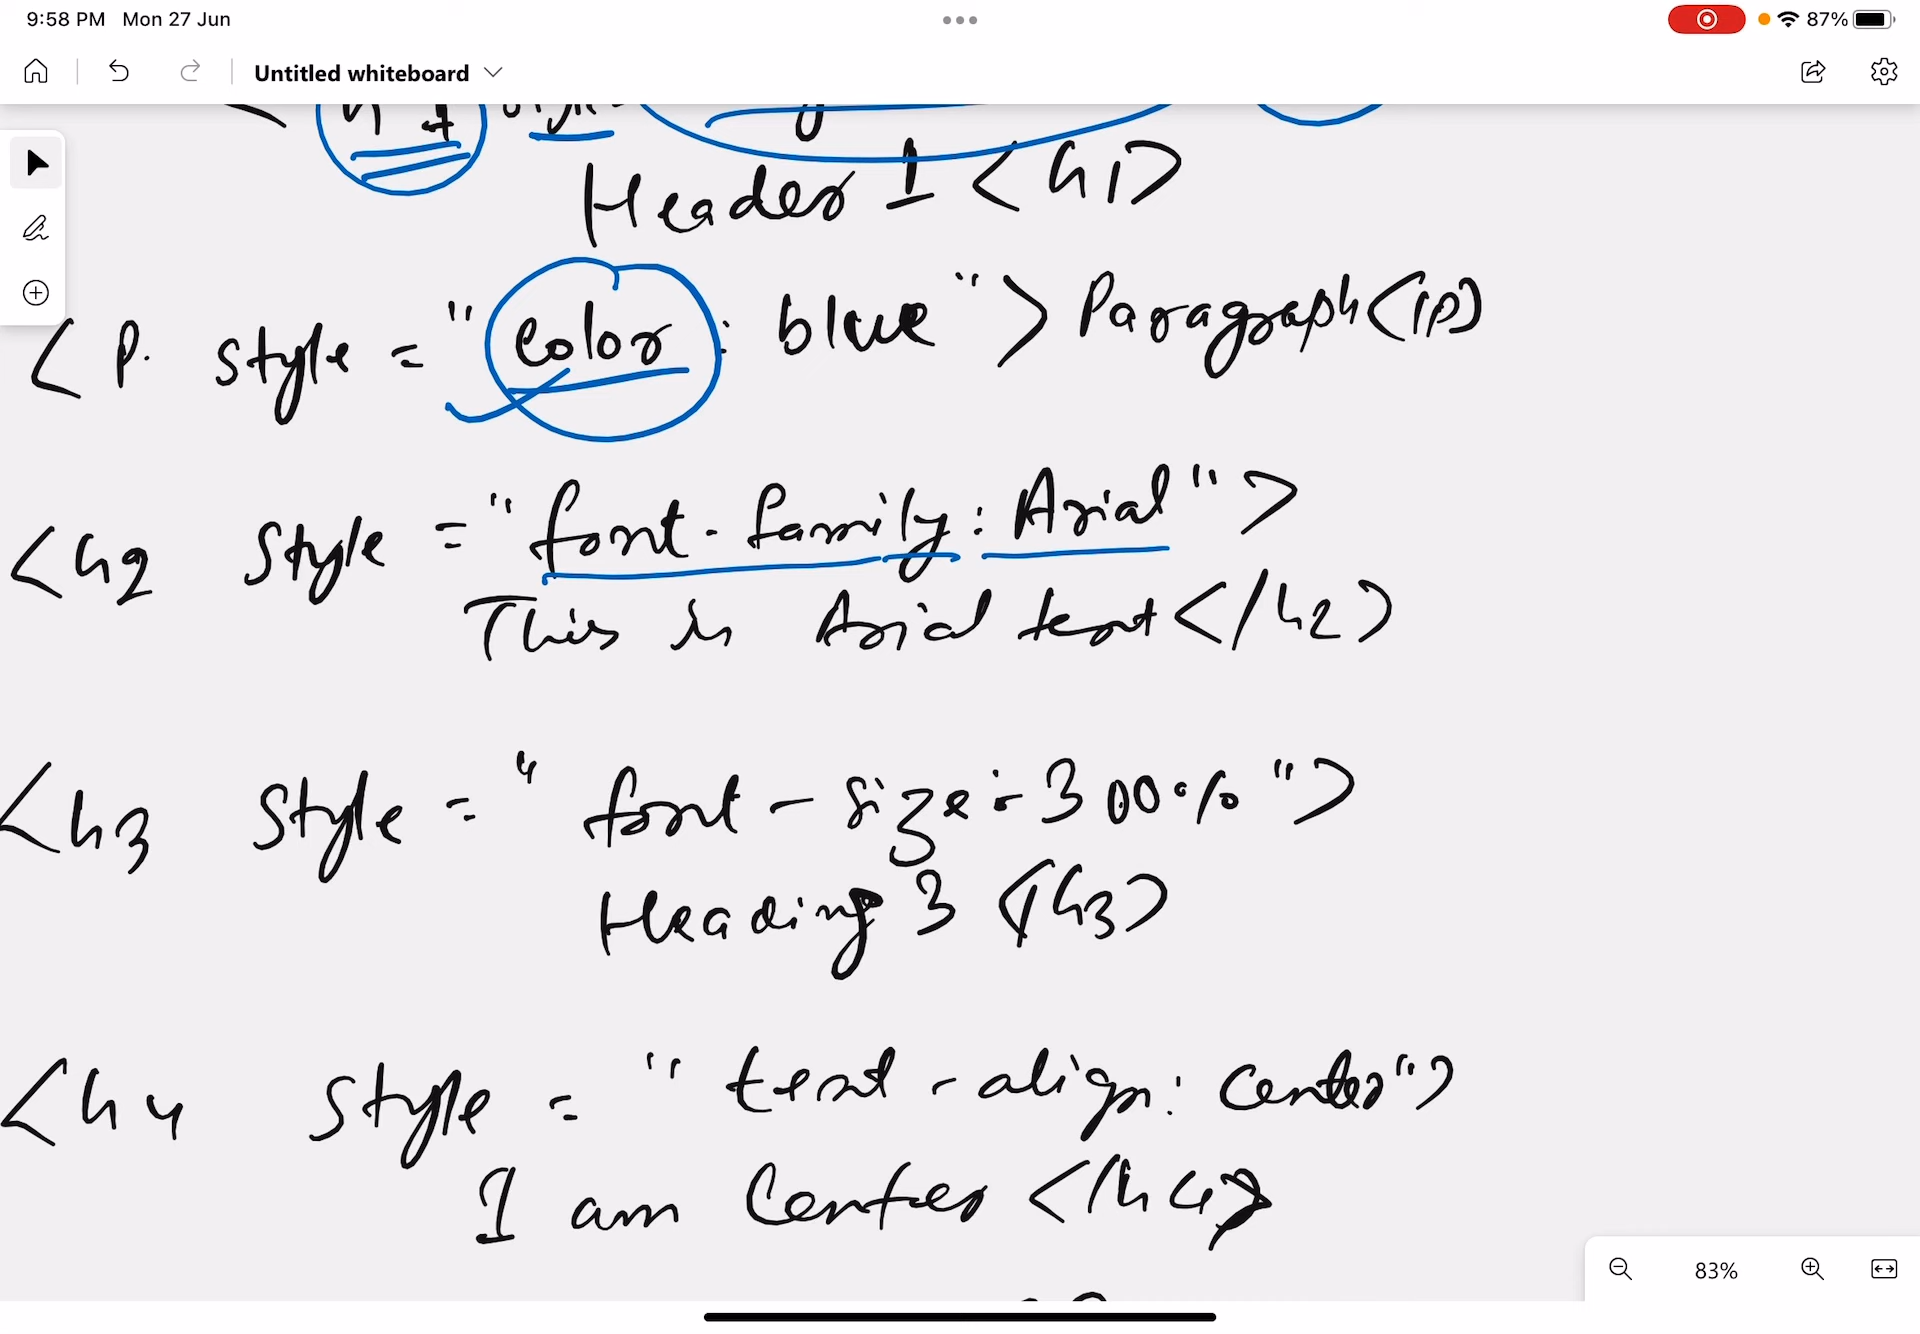 9:58 PM Mon 27 Jun
87%
Untitled whiteboard
Header 1 <h1>
<p. style = "color : blue "> Paragraph</p>
<h2 style = "font-family : Arial">
This is Arial text </h2>
<h3 style = "font-size:300%">
Heading 3 </h3>
<h4 style = "text-align: center">
I am Center </h4>
83%